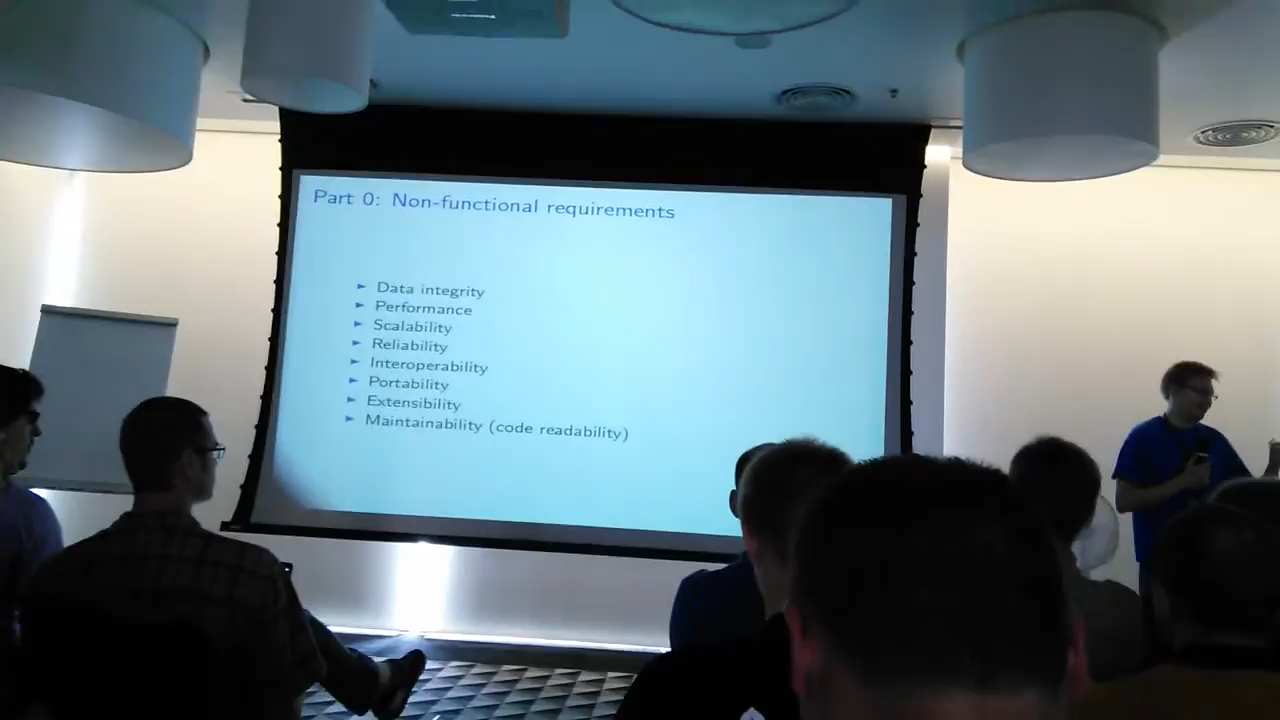 Part 0: Non-functional requirements
► Data integrity
► Performance
► Scalability
► Reliability
► Interoperability
► Portability
► Extensibility
► Maintainability (code readability)